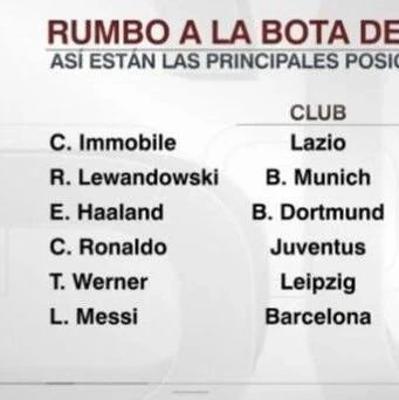 RUMBO A LA BOTA DE
ASÍ ESTÁN LAS PRINCIPALES
CLUB
C. Immobile Lazio
R. Lewandowski B. Munich
E. Haaland B. Dortmund
C. Ronaldo Juventus
T. Werner Leipzig
L. Messi Barcelona